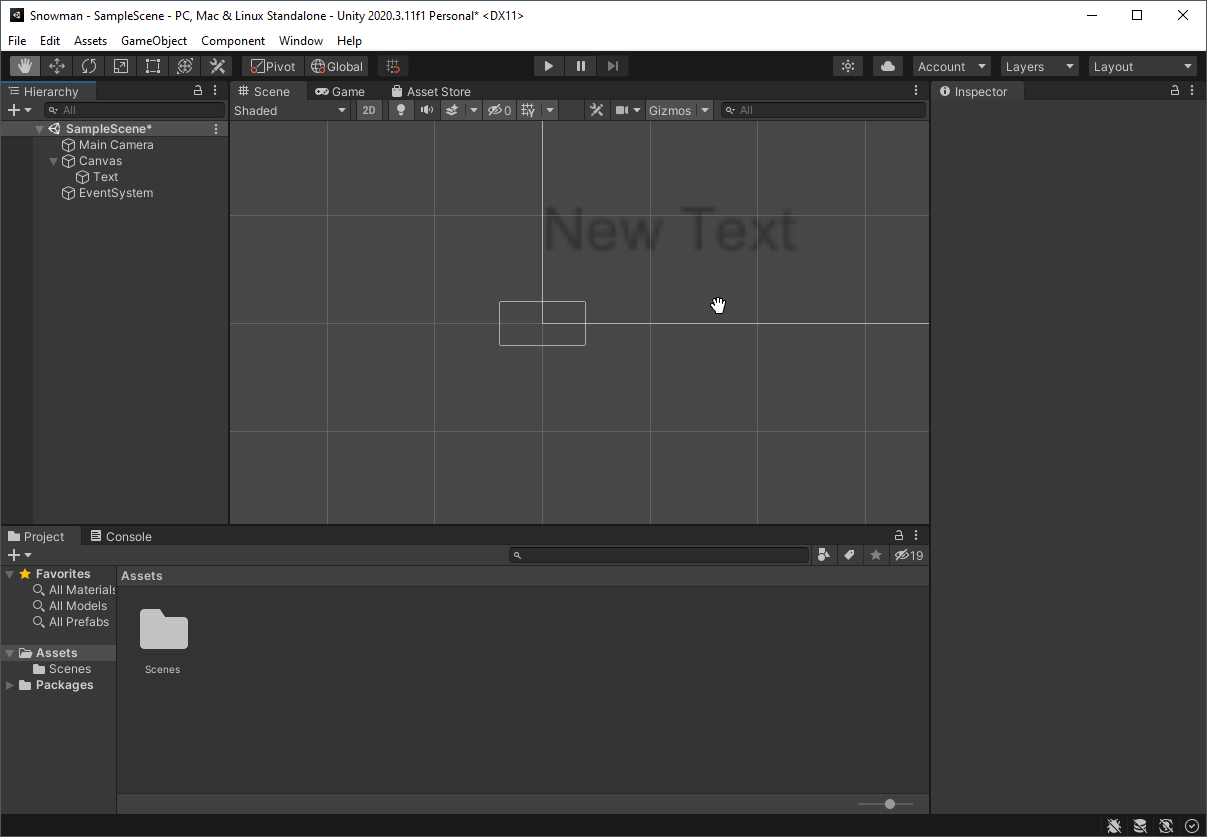 Snowman - SampleScene - PC, Mac & Linux Standalone - Unity 2020.3.11f1 Personal* <DX11>
File Edit Assets GameObject Component Window Help
Pivot Global Account Layers Layout
Hierarchy
All
SampleScene*
Main Camera
Canvas
Text
EventSystem
Scene Game Asset Store
Shaded 2D 0 Gizmos All
New Text
Inspector
Project Console
19
Favorites
All Materials
All Models
All Prefabs
Assets
Scenes
Packages
Assets
Scenes